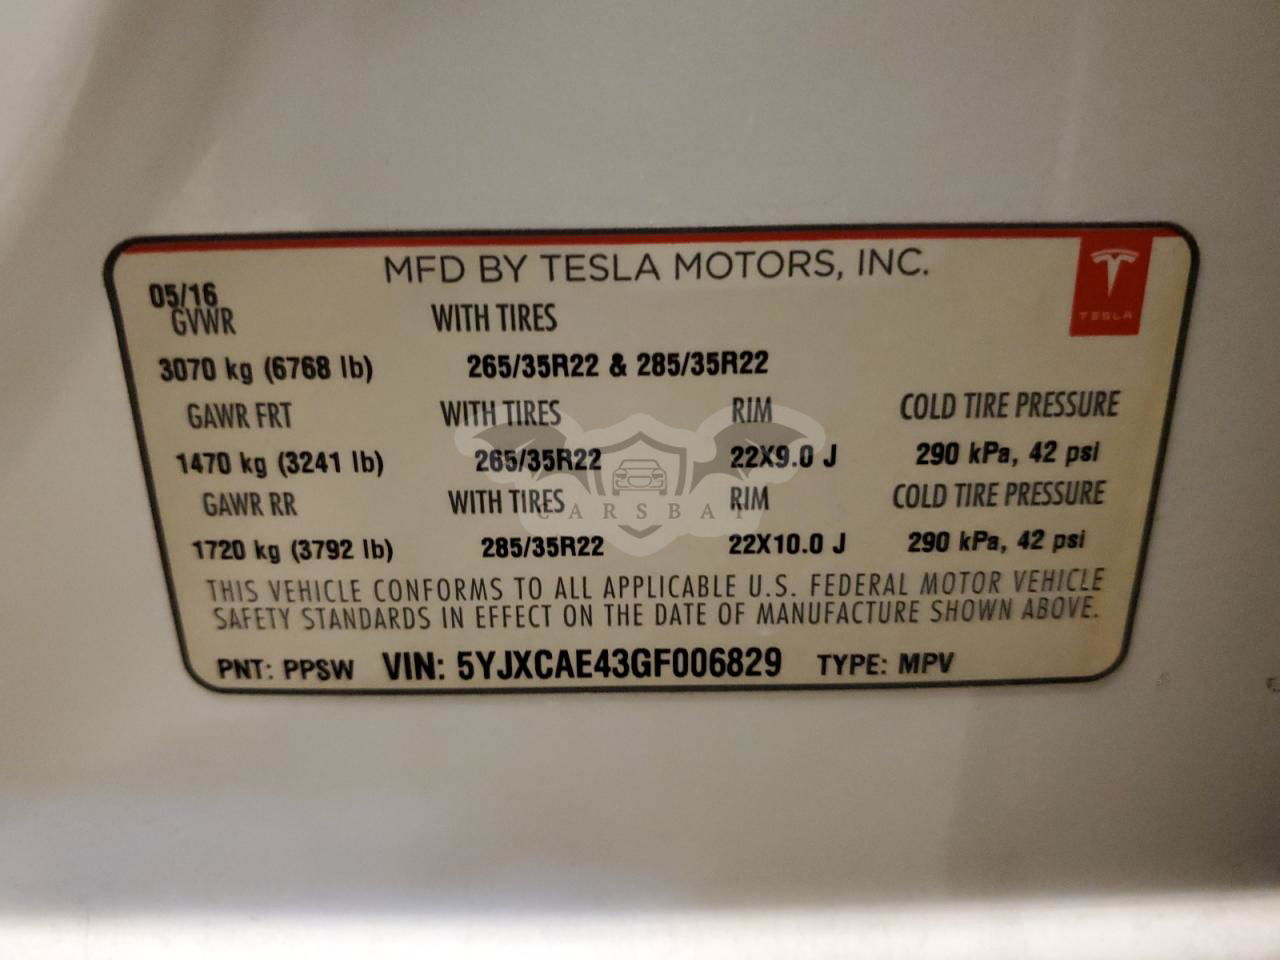 MFD BY TESLA MOTORS, INC.
TESLA
05/16
GVWR WITH TIRES
3070 kg (6768 lb) 265/35R22 & 285/35R22
GAWR FRT WITH TIRES RIM COLD TIRE PRESSURE
1470 kg (3241 lb) 265/35R22 22X9.0 J 290 kPa, 42 psi
GAWR RR WITH TIRES RIM COLD TIRE PRESSURE
CARSBAT
1720 kg (3792 lb) 285/35R22 22X10.0 J 290 kPa, 42 psi
THIS VEHICLE CONFORMS TO ALL APPLICABLE U.S. FEDERAL MOTOR VEHICLE
SAFETY STANDARDS IN EFFECT ON THE DATE OF MANUFACTURE SHOWN ABOVE.
PNT: PPSW VIN: 5YJXCAE43GF006829 TYPE: MPV